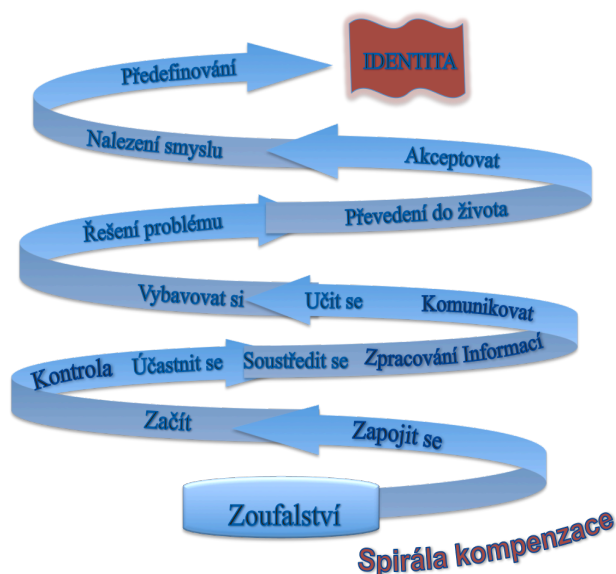 Předefinování IDENTITA
Nalezení smyslu Akceptovat
Řešení problému Převedení do života
Vybavovat si Učit se Komunikovat
Kontrola Účastnit se Soustředit se Zpracování Informací
Začít Zapojit se
Zoufalství
Spirála kompenzace